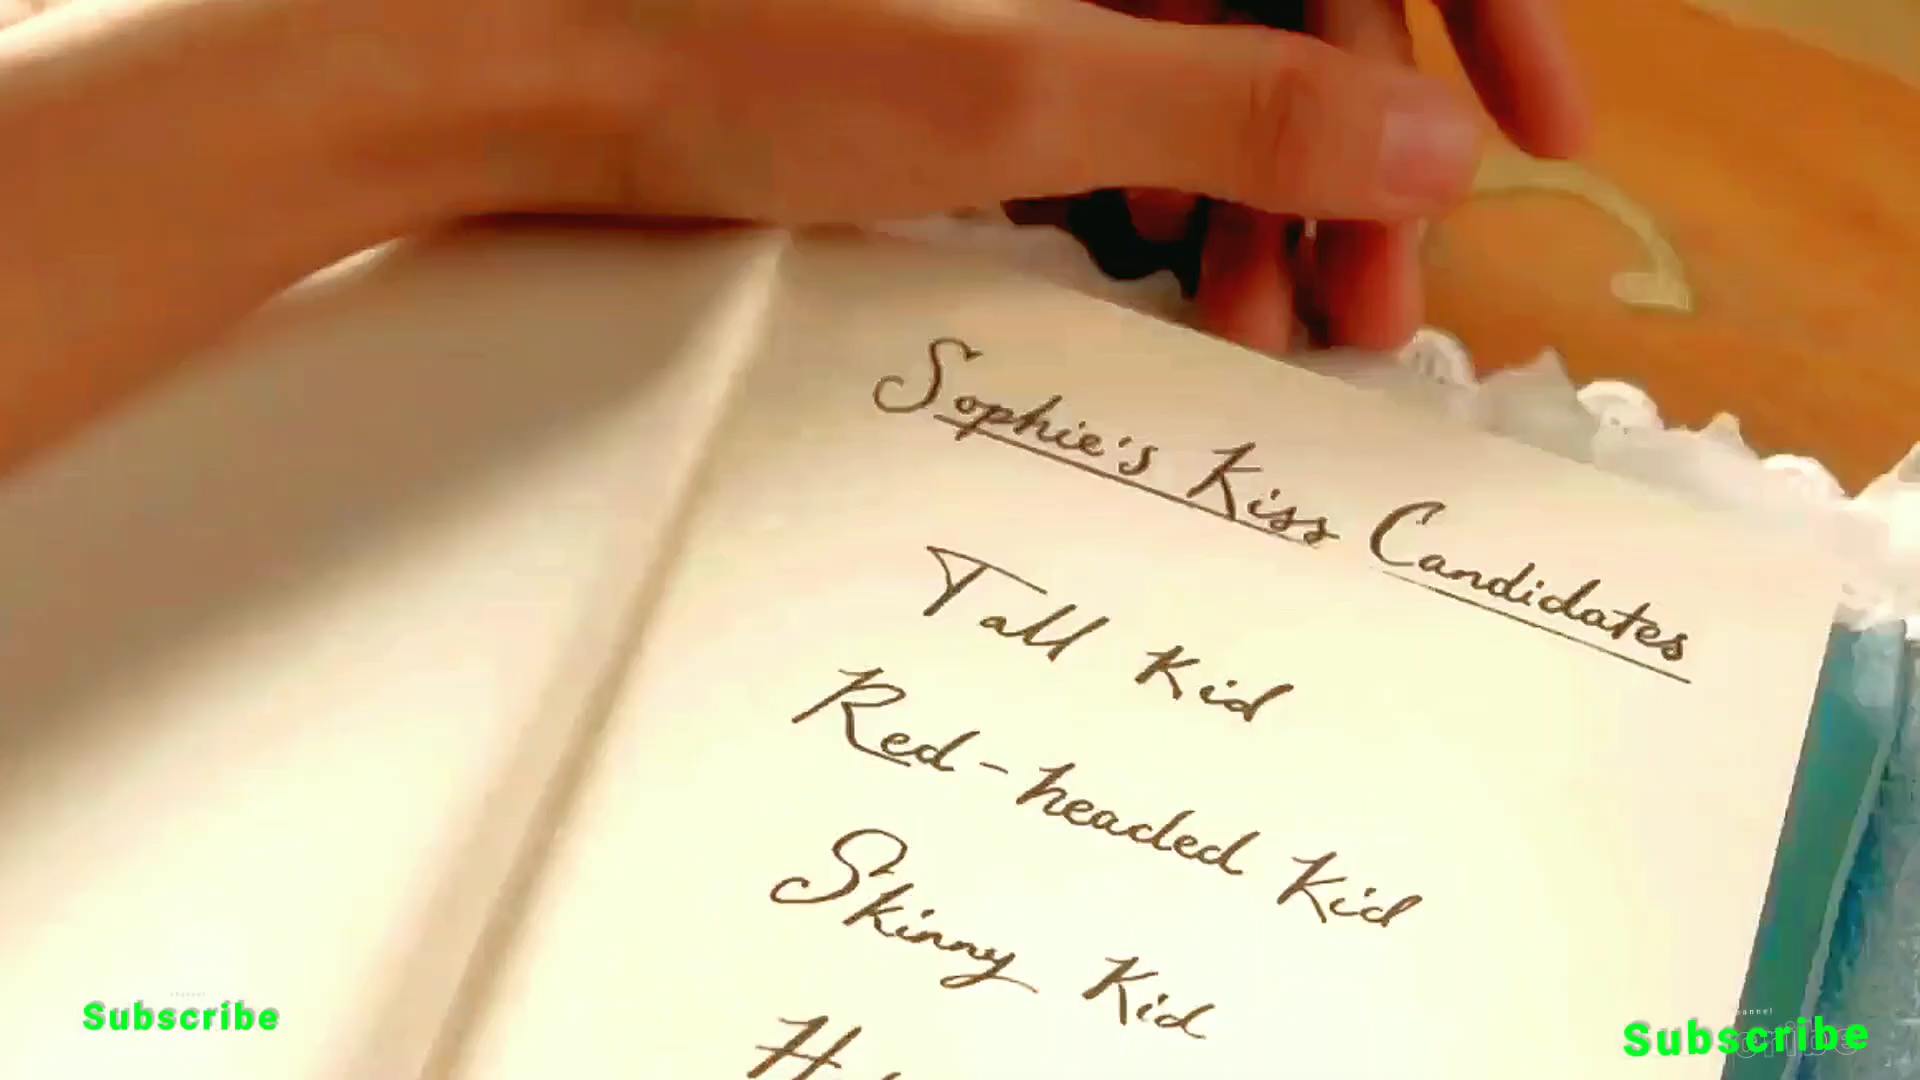 Sophie's Kiss Candidates
Tall Kid
Red-headed Kid
Skinny Kid
Subscribe
Subscribe